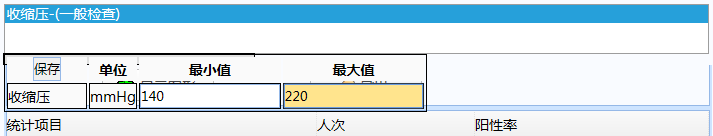 收缩压-(一般检查)
保存 单位 最小值 最大值
收缩压 mmHg 140 220
统计项目 人次 阳性率